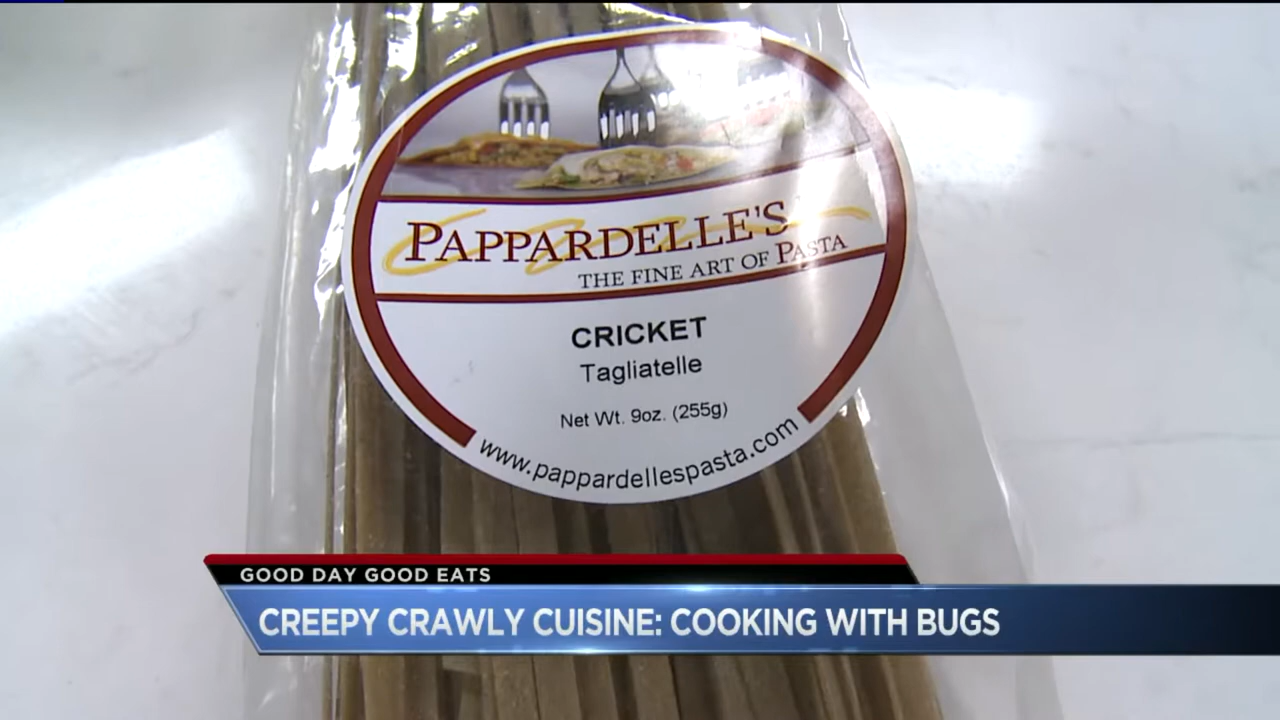 PAPPARDELLE'S
THE FINE ART OF PASTA
CRICKET
Tagliatelle
Net Wt. 9oz. (255g)
www.pappardellespasta.com
GOOD DAY GOOD EATS
CREEPY CRAWLY CUISINE: COOKING WITH BUGS